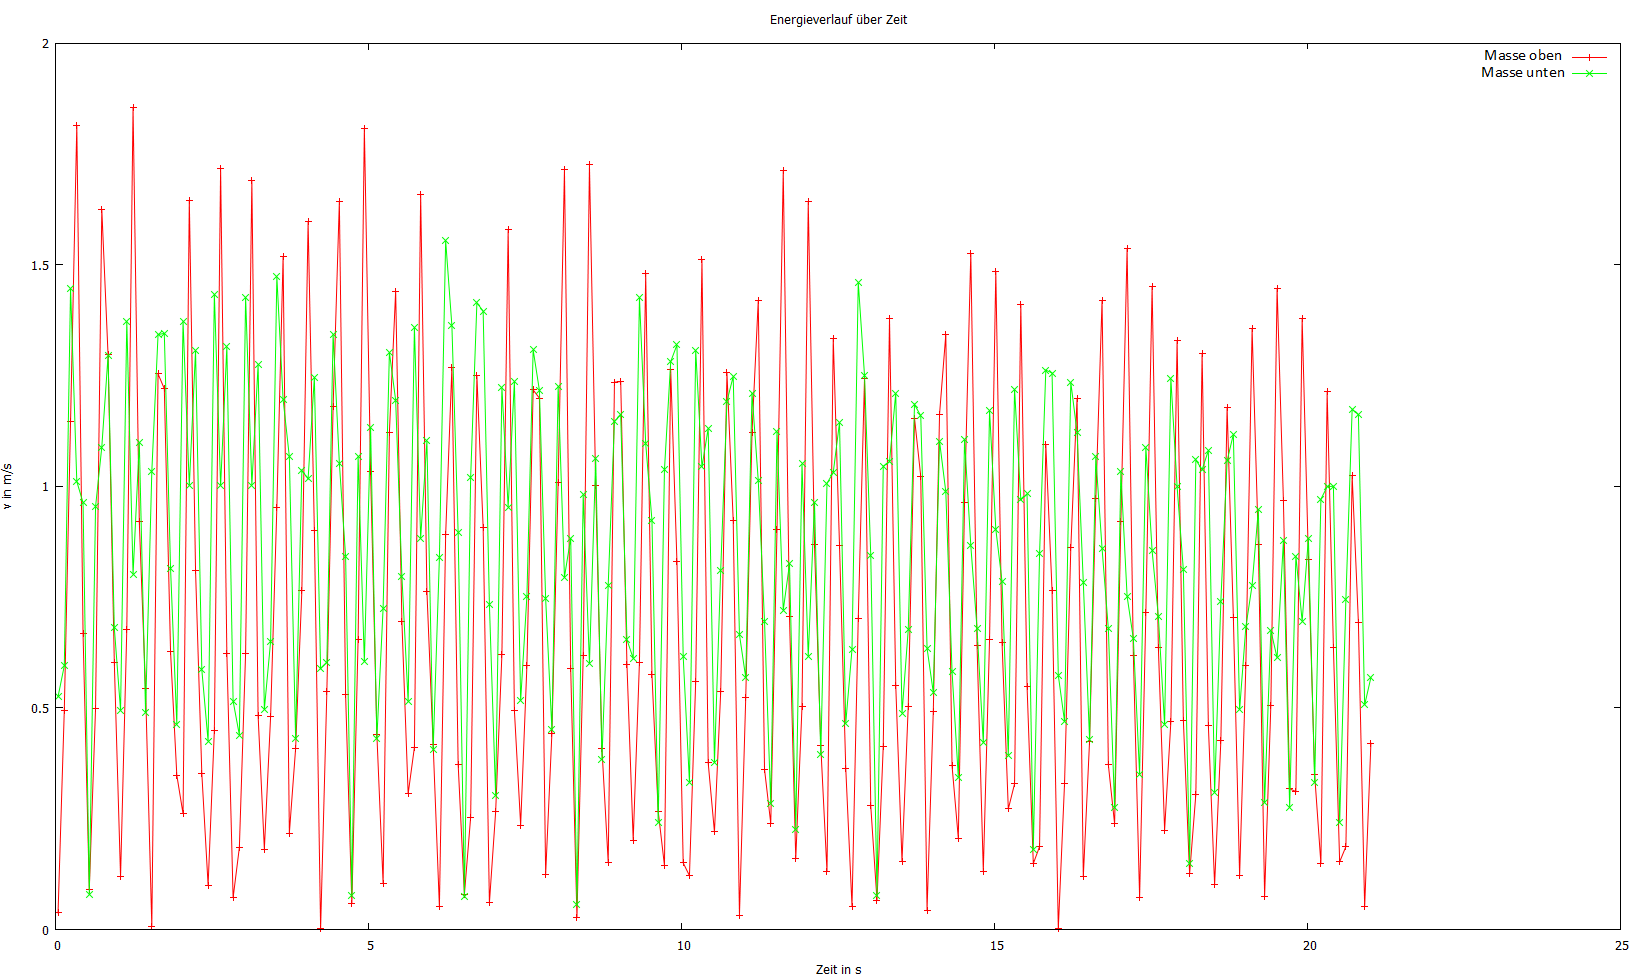 Energieverlauf über Zeit
2
Masse oben
Masse unten
1.5
1
v in m/s
0.5
0
0 5 10 15 20 25
Zeit in s